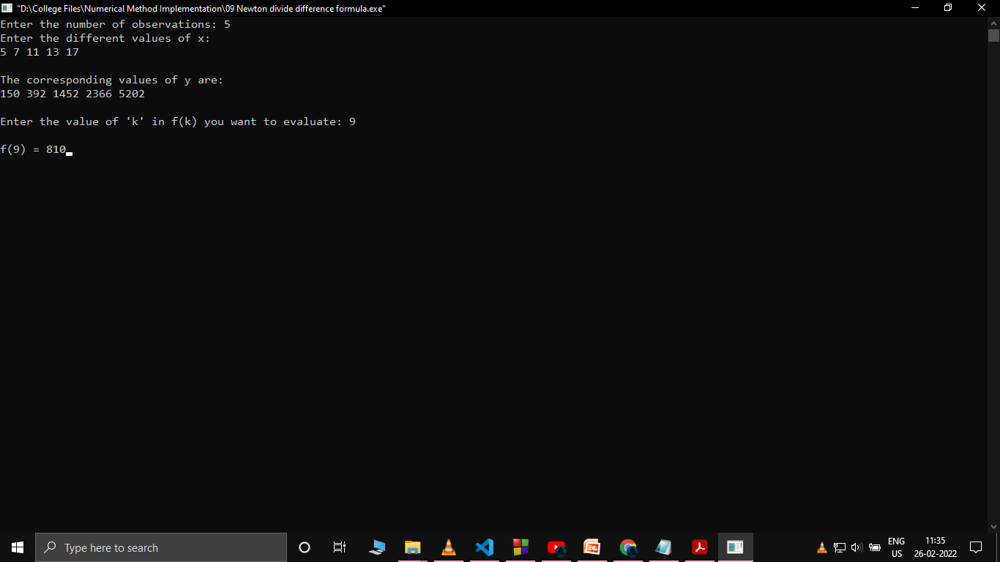 "D:\College Files\Numerical Method Implementation\09 Newton divide difference formula.exe"
Enter the number of observations: 5
Enter the different values of x:
5 7 11 13 17
The corresponding values of y are:
150 392 1452 2366 5202
Enter the value of 'k' in f(k) you want to evaluate: 9
f(9) = 810
Type here to search
ENG
US
11:35
26-02-2022